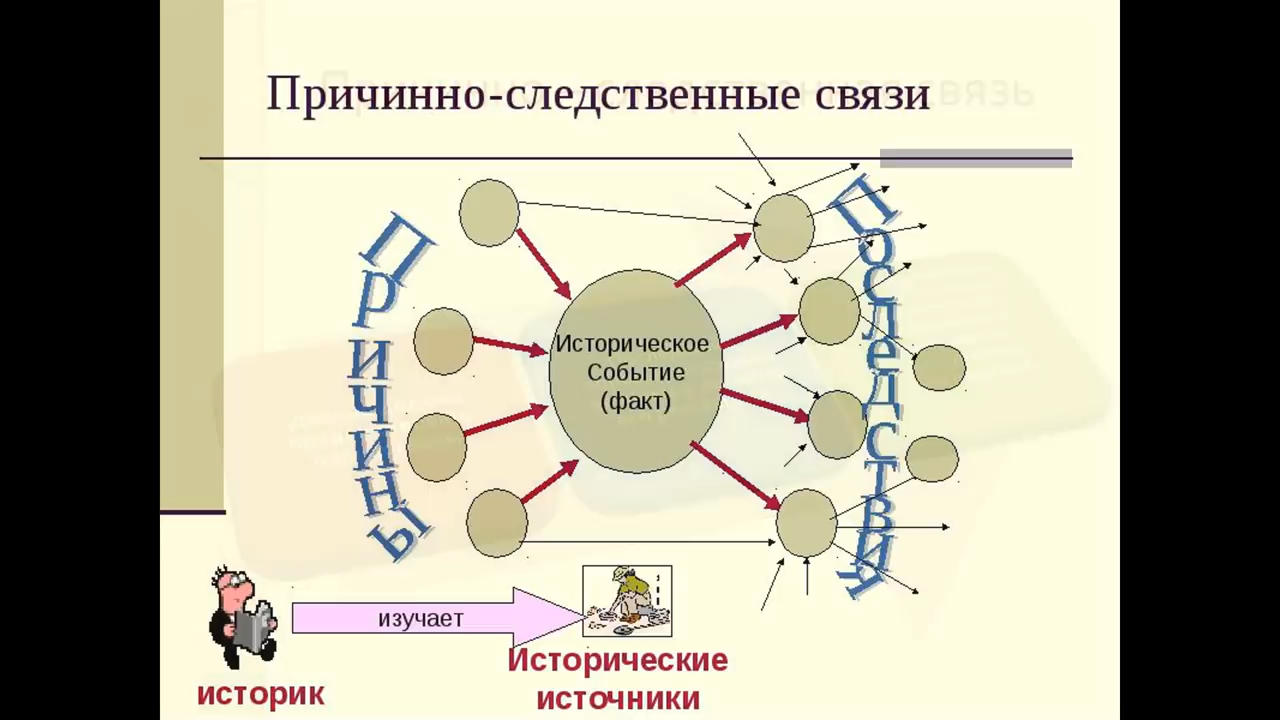 Причинно-следственные связи
Причины
Историческое
Событие
(факт)
Последствия
изучает
историк
Исторические
источники